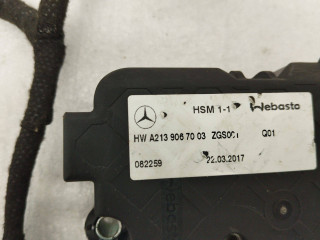 HSM 1-1 Webasto
HW A213 906 70 03 ZGS001 Q01
082259 22.03.2017